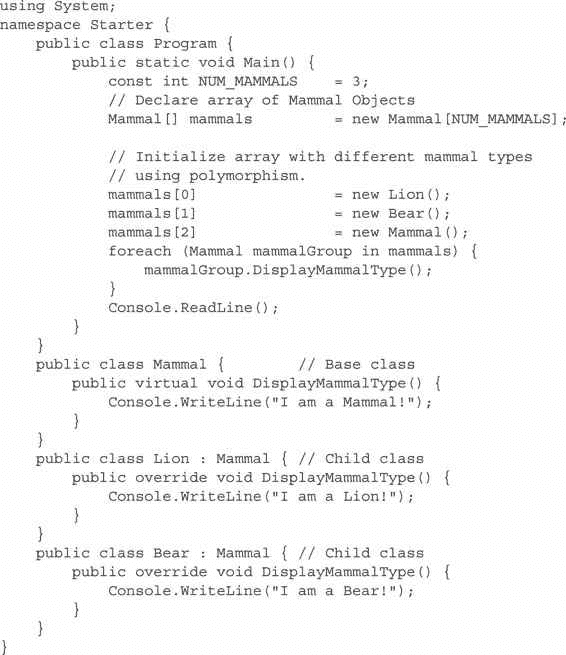 using System;
namespace Starter {
    public class Program {
        public static void Main() {
            const int NUM_MAMMALS    = 3;
            // Declare array of Mammal Objects
            Mammal[] mammals         = new Mammal[NUM_MAMMALS];

            // Initialize array with different mammal types
            // using polymorphism.
            mammals[0]               = new Lion();
            mammals[1]               = new Bear();
            mammals[2]               = new Mammal();
            foreach (Mammal mammalGroup in mammals) {
                mammalGroup.DisplayMammalType();
            }
            Console.ReadLine();
        }
    }
    public class Mammal {        // Base class
        public virtual void DisplayMammalType() {
            Console.WriteLine("I am a Mammal!");
        }
    }
    public class Lion : Mammal { // Child class
        public override void DisplayMammalType() {
            Console.WriteLine("I am a Lion!");
        }
    }
    public class Bear : Mammal { // Child class
        public override void DisplayMammalType() {
            Console.WriteLine("I am a Bear!");
        }
    }
}